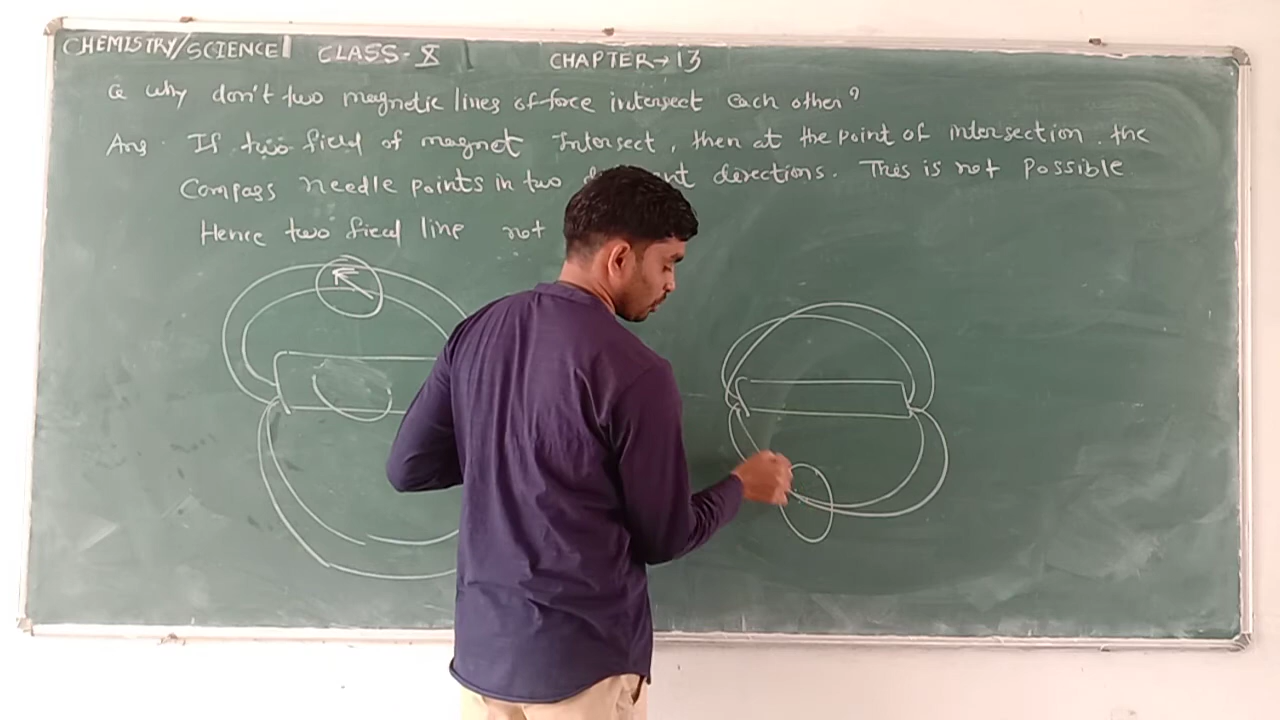 CHEMISTRY/SCIENCE CLASS-X CHAPTER→13
Q why don't two magnetic lines of force intersect each other?
Ans. If two field of magnet Intersect, then at the point of intersection. the
Compass needle points in two derections. This is not Possible
Hence two field line not